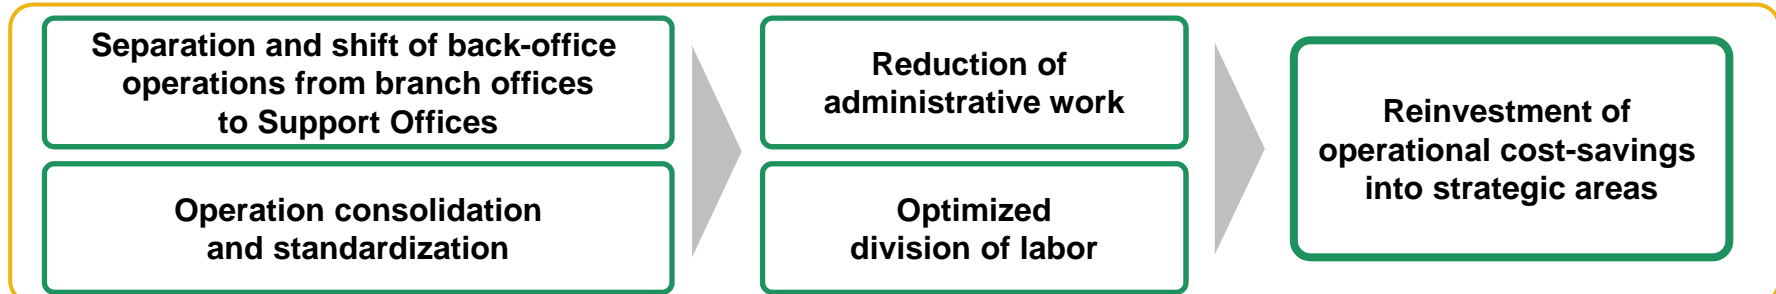 Separation and shift of back-office
operations from branch offices
to Support Offices
Operation consolidation
and standardization
Reduction of
administrative work
Optimized
division of labor
Reinvestment of
operational cost-savings
into strategic areas